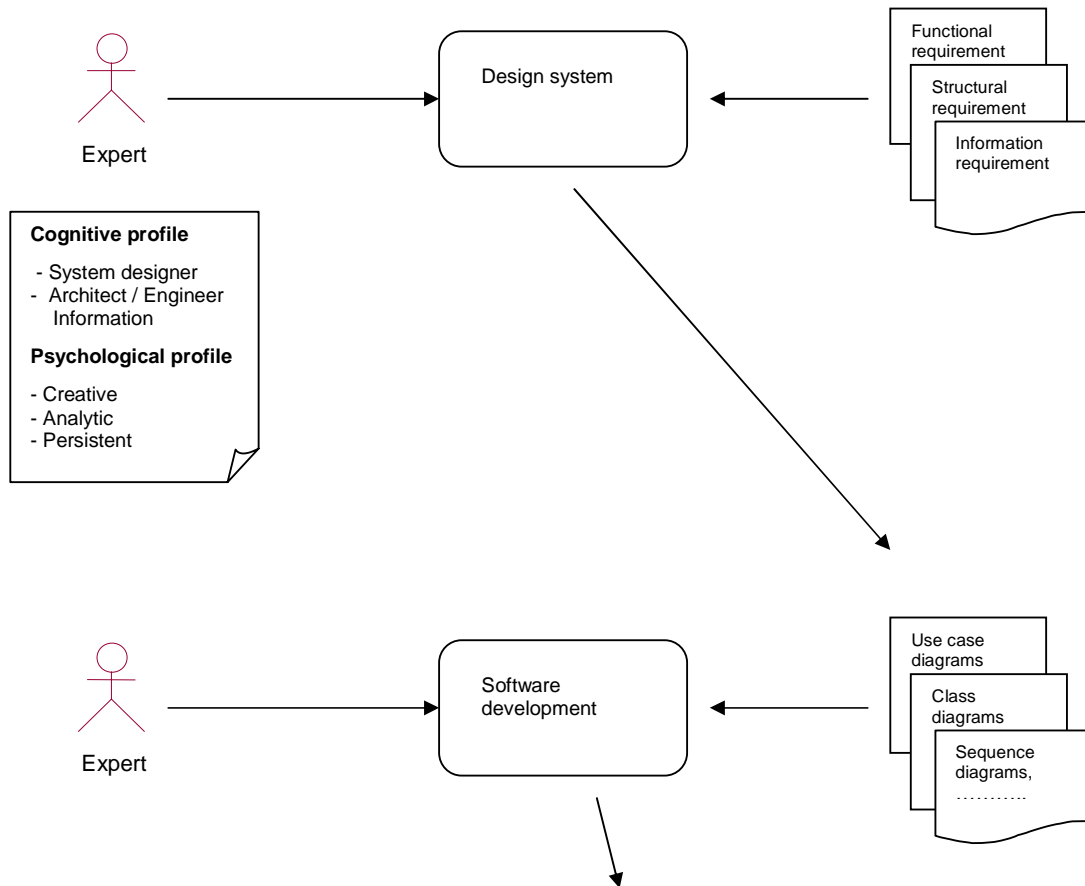 Functional
requirement
Design system
Structural
requirement
Information
requirement
Expert
Cognitive profile
- System designer
- Architect / Engineer
Information
Psychological profile
- Creative
- Analytic
- Persistent
Use case
diagrams
Software
development
Class
diagrams
Sequence
diagrams,
………..
Expert